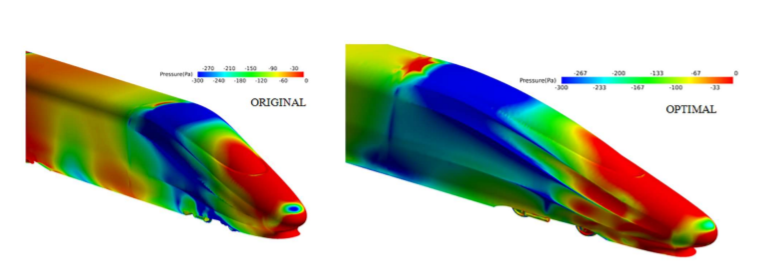 -270 -210 -150 -90 -30
Pressure(Pa)
-300 -240 -180 -120 -60 0
ORIGINAL
-267 -200 -133 -67 0
Pressure(Pa)
-300 -233 -167 -100 -33
OPTIMAL